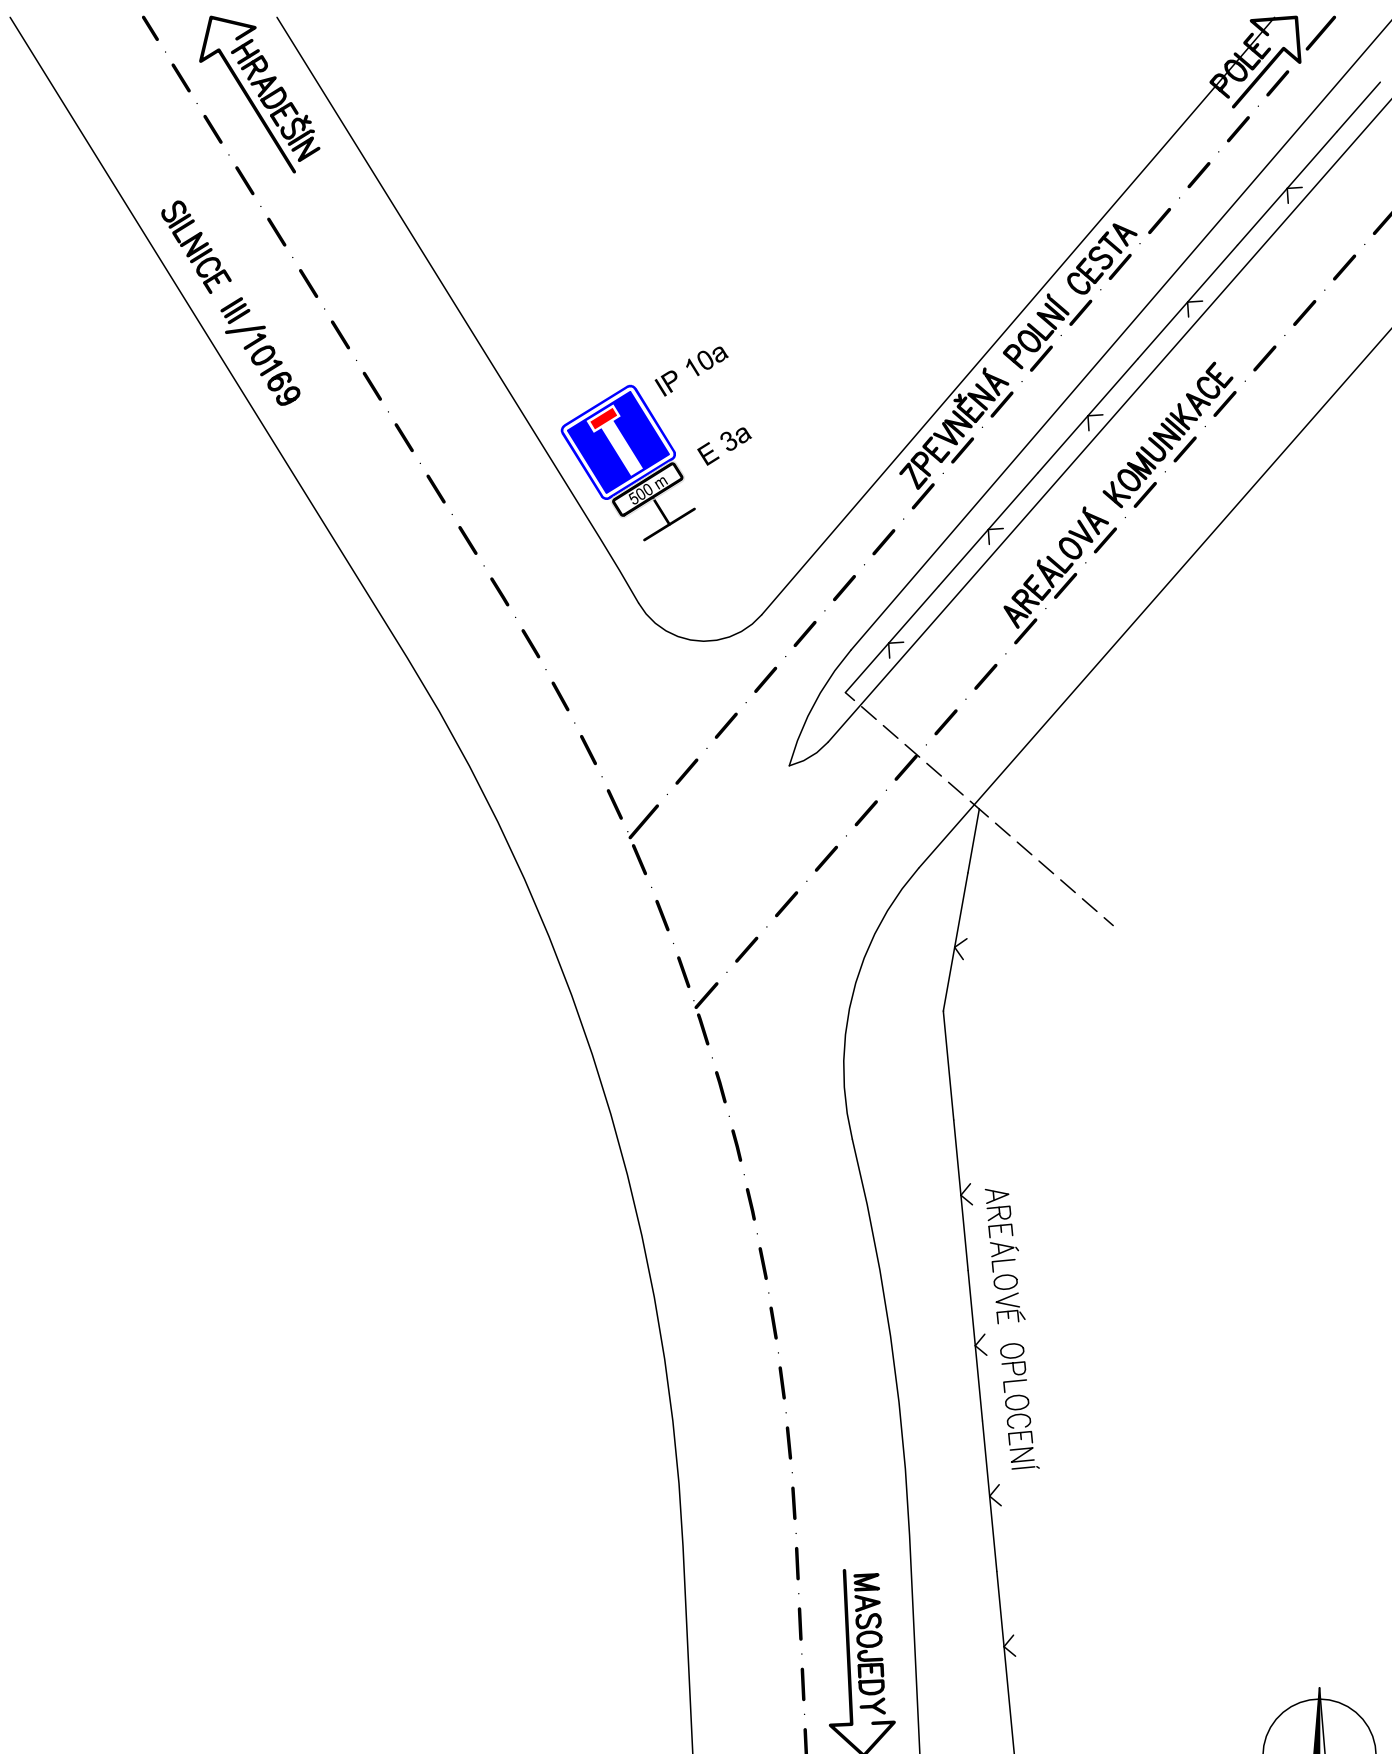 HRADEŠÍN
POLE
SILNICE III/10169
ZPEVNĚNÁ POLNÍ CESTA
IP 10a
E 3a
500 m
AREÁLOVÁ KOMUNIKACE
AREÁLOVÉ OPLOCENÍ
MASOJEDY